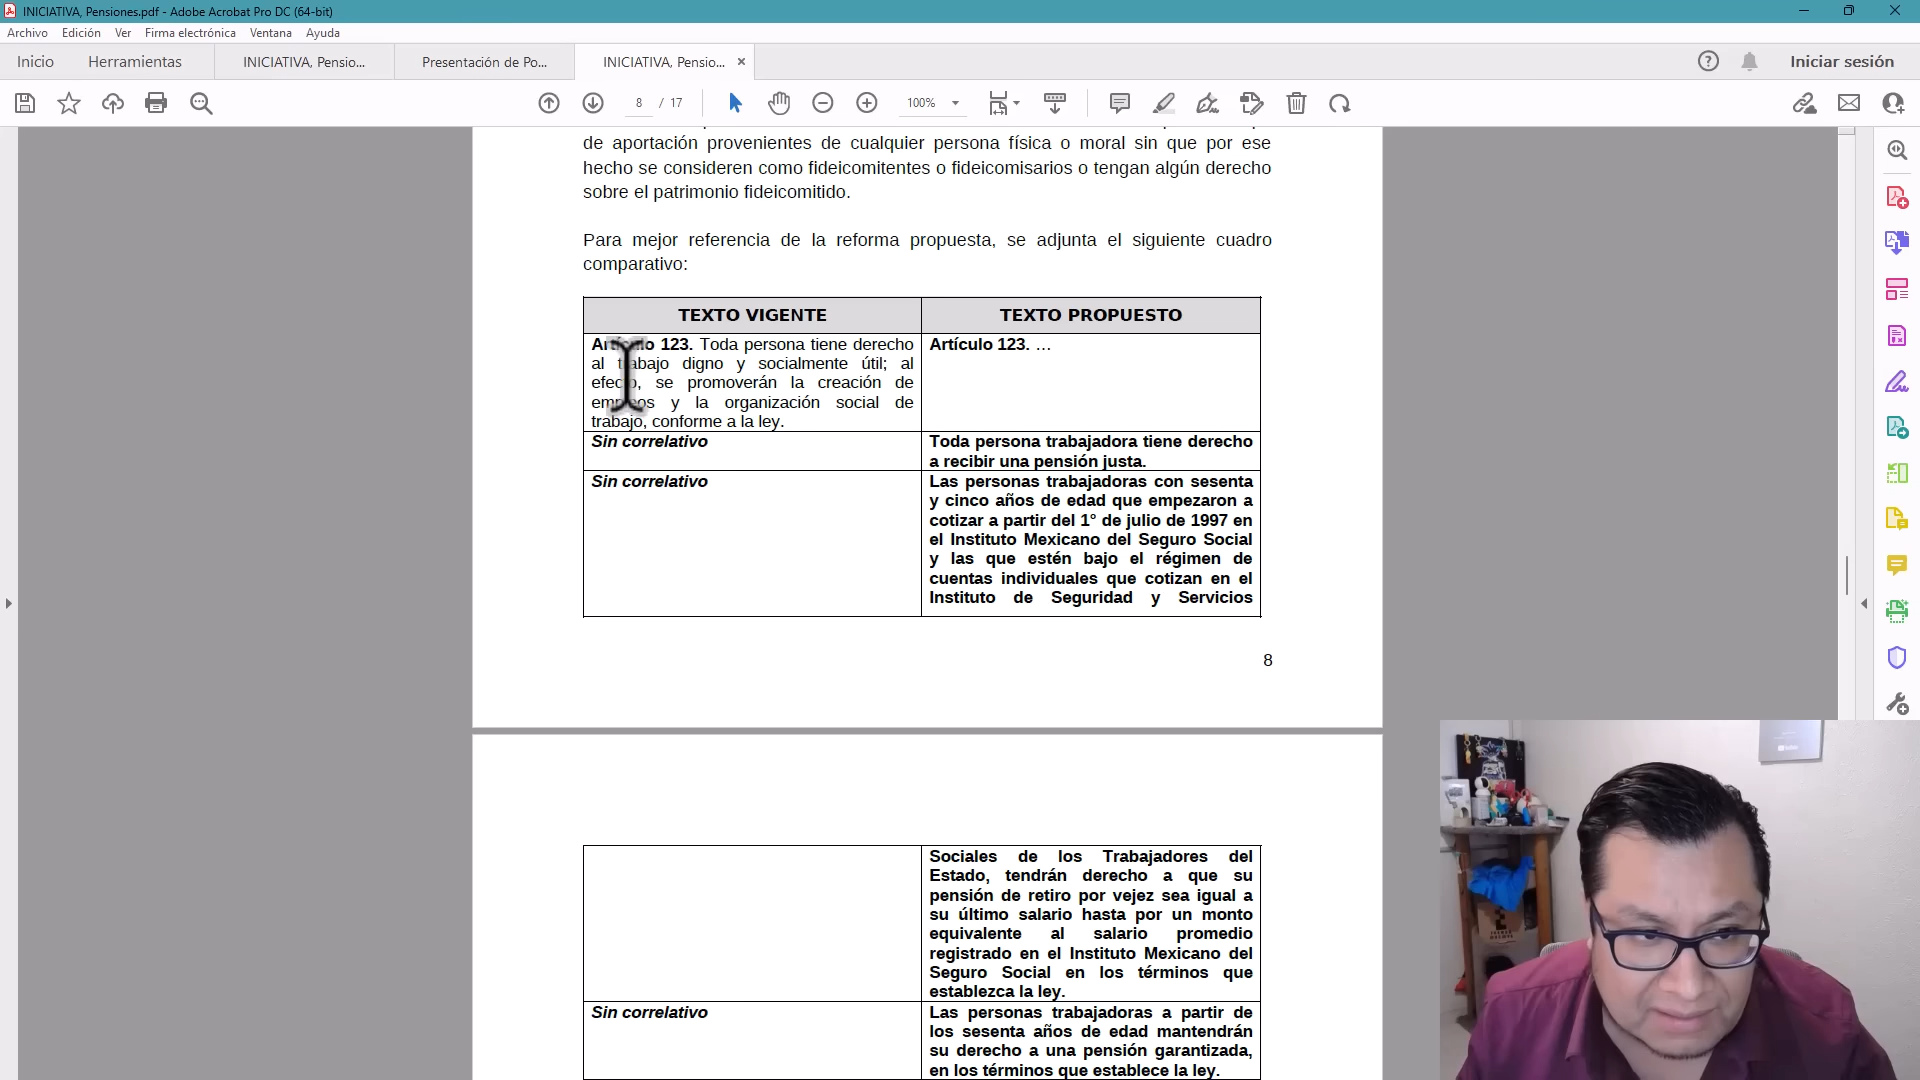 INICIATIVA, Pensiones.pdf - Adobe Acrobat Pro DC (64-bit)
Archivo Edición Ver Firma electrónica Ventana Ayuda
Inicio Herramientas INICIATIVA, Pensio... Presentación de Po... INICIATIVA, Pensio... Iniciar sesión
8 / 17 100%
de aportación provenientes de cualquier persona física o moral sin que por ese
hecho se consideren como fideicomitentes o fideicomisarios o tengan algún derecho
sobre el patrimonio fideicomitido.
Para mejor referencia de la reforma propuesta, se adjunta el siguiente cuadro
comparativo:
TEXTO VIGENTE
TEXTO PROPUESTO
Artículo 123. Toda persona tiene derecho
al trabajo digno y socialmente útil; al
efecto, se promoverán la creación de
empleos y la organización social de
trabajo, conforme a la ley.
Artículo 123. ...
Sin correlativo
Toda persona trabajadora tiene derecho
a recibir una pensión justa.
Sin correlativo
Las personas trabajadoras con sesenta
y cinco años de edad que empezaron a
cotizar a partir del 1° de julio de 1997 en
el Instituto Mexicano del Seguro Social
y las que estén bajo el régimen de
cuentas individuales que cotizan en el
Instituto de Seguridad y Servicios
8
Sociales de los Trabajadores del
Estado, tendrán derecho a que su
pensión de retiro por vejez sea igual a
su último salario hasta por un monto
equivalente al salario promedio
registrado en el Instituto Mexicano del
Seguro Social en los términos que
establezca la ley.
Sin correlativo
Las personas trabajadoras a partir de
los sesenta años de edad mantendrán
su derecho a una pensión garantizada,
en los términos que establece la ley.